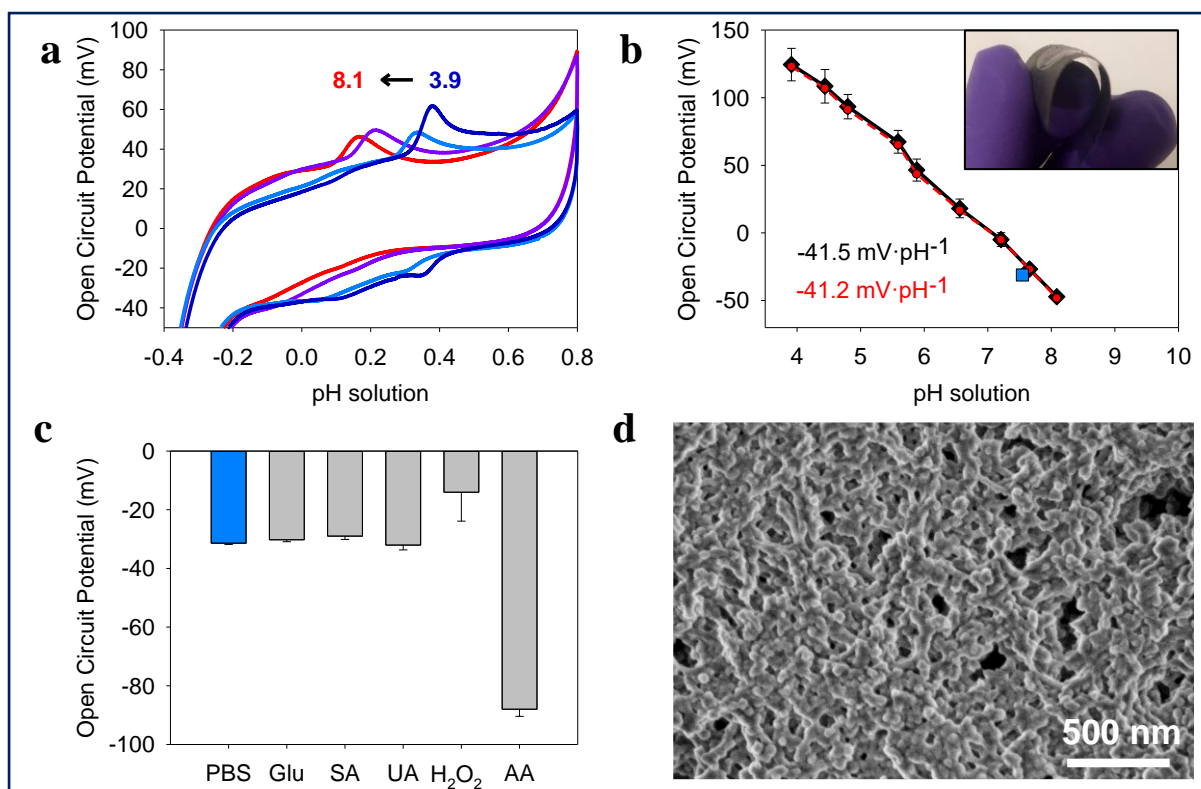 a
100
80
60
40
20
0
-20
-40
Open Circuit Potential (mV)
8.1 ← 3.9
-0.4 -0.2 0.0 0.2 0.4 0.6 0.8
pH solution
b
150
100
50
0
-50
Open Circuit Potential (mV)
-41.5 mV·pH-1
-41.2 mV·pH-1
4 5 6 7 8 9 10
pH solution
c
0
-20
-40
-60
-80
-100
Open Circuit Potential (mV)
PBS Glu SA UA H₂O₂ AA
d
500 nm